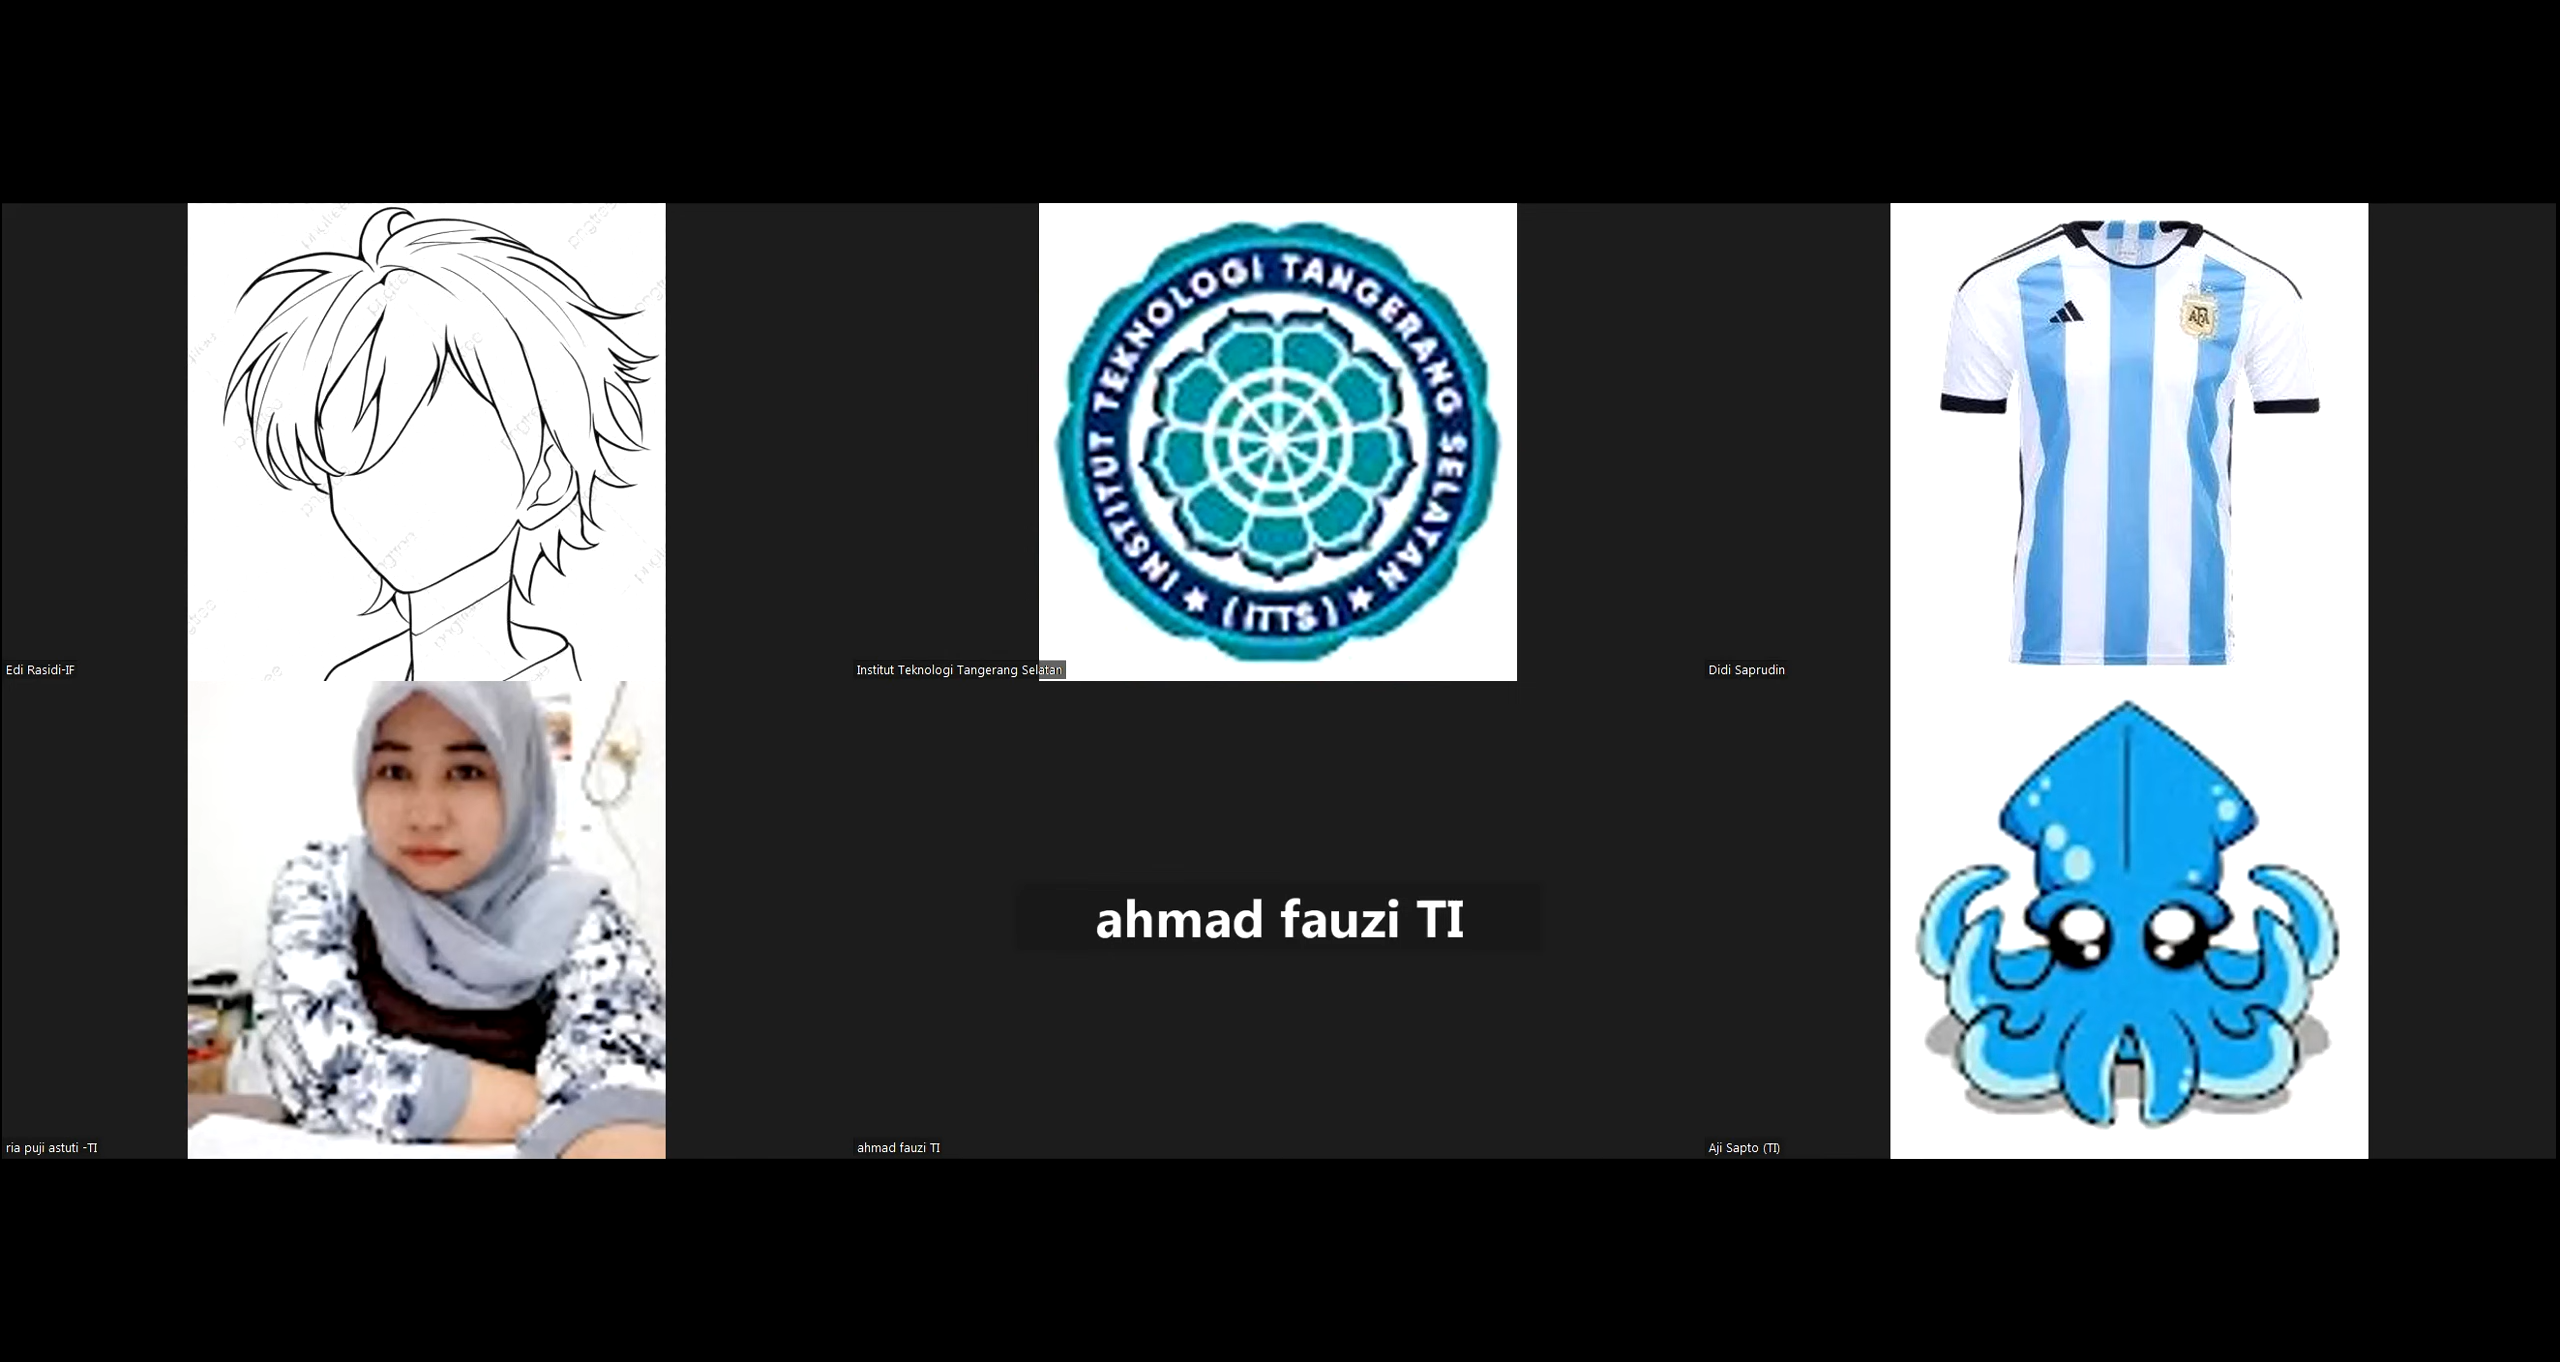 INSTITUT TEKNOLOGI TANGERANG SELATAN
★ (ITTS) ★
AFA
Edi Rasidi-IF
Institut Teknologi Tangerang Selatan
Didi Saprudin
ahmad fauzi TI
ria puji astuti -TI
ahmad fauzi TI
Aji Sapto (TI)